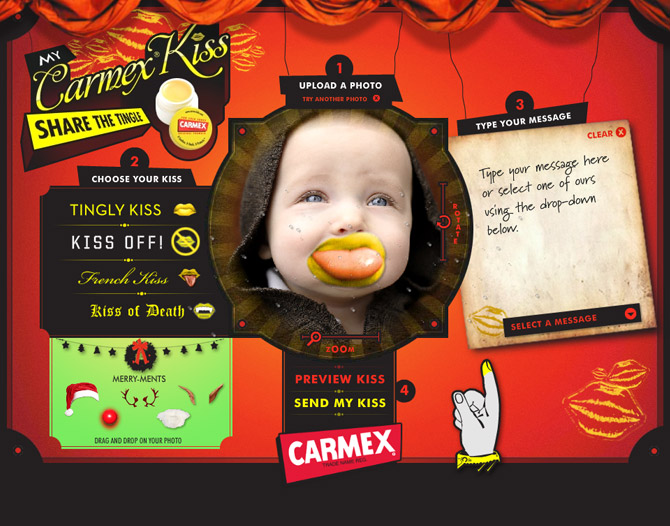 MY
Carmex® Kiss
SHARE THE TINGLE
CARMEX
1
UPLOAD A PHOTO
TRY ANOTHER PHOTO X
2
CHOOSE YOUR KISS
TINGLY KISS
KISS OFF!
French Kiss
Kiss of Death
MERRY-MENTS
DRAG AND DROP ON YOUR PHOTO
ROTATE
ZOOM
3
TYPE YOUR MESSAGE
CLEAR X
Type your message here
or select one of ours
using the drop-down
below.
SELECT A MESSAGE
PREVIEW KISS
SEND MY KISS
4
CARMEX®
TRADE NAME REG.